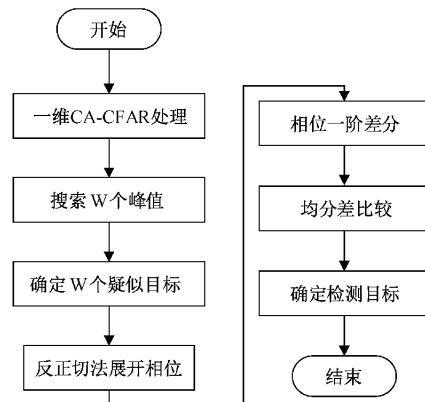 开始
一维CA-CFAR处理
搜索W个峰值
确定W个疑似目标
反正切法展开相位
相位一阶差分
均分差比较
确定检测目标
结束